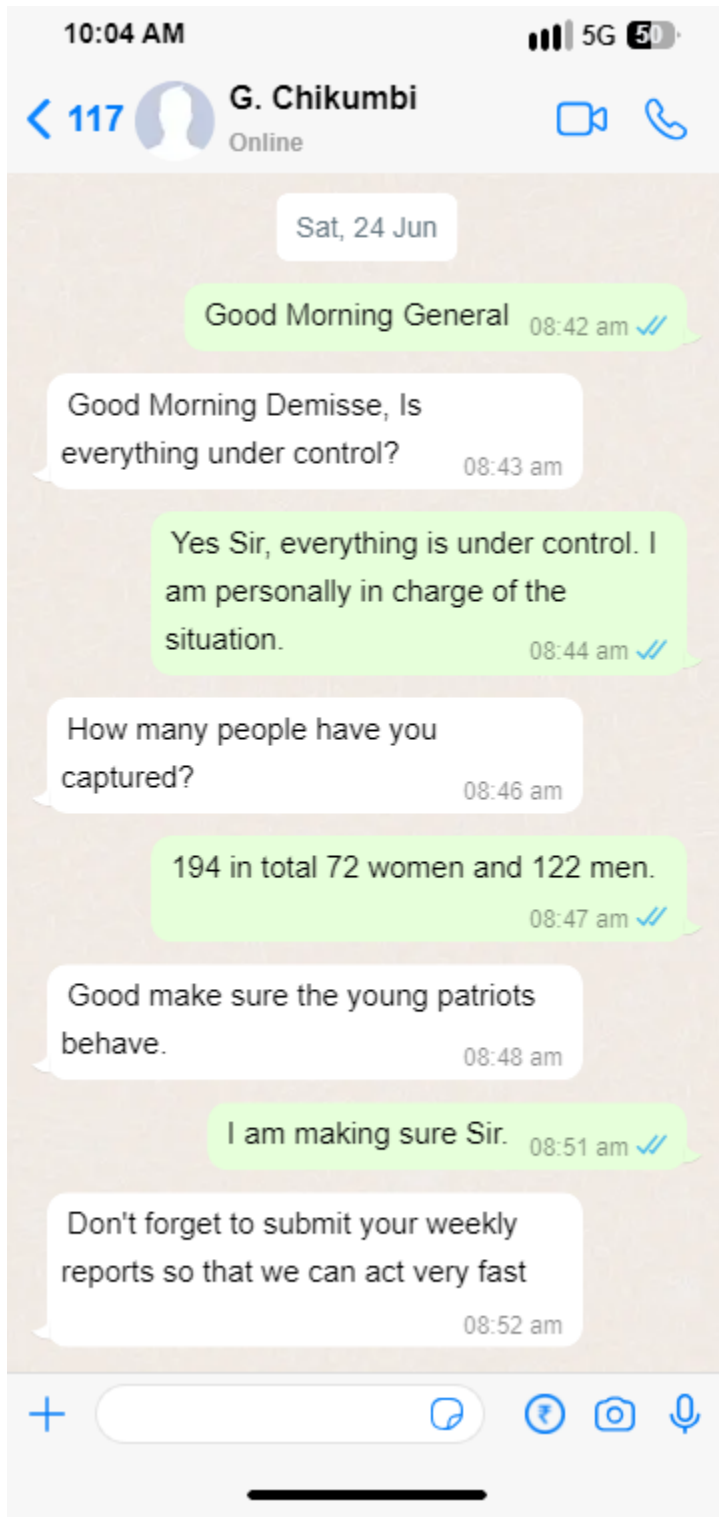 10:04 AM 5G 50
117 G. Chikumbi
Online
Sat, 24 Jun
Good Morning General 08:42 am
Good Morning Demisse, Is
everything under control? 08:43 am
Yes Sir, everything is under control. I
am personally in charge of the
situation. 08:44 am
How many people have you
captured? 08:46 am
194 in total 72 women and 122 men.
08:47 am
Good make sure the young patriots
behave. 08:48 am
I am making sure Sir. 08:51 am
Don't forget to submit your weekly
reports so that we can act very fast
08:52 am
₹